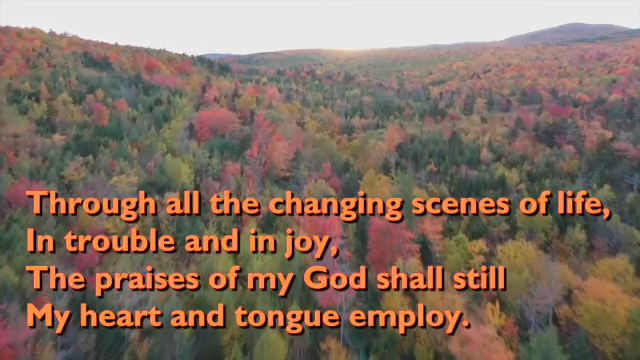 Through all the changing scenes of life,
In trouble and in joy,
The praises of my God shall still
My heart and tongue employ.